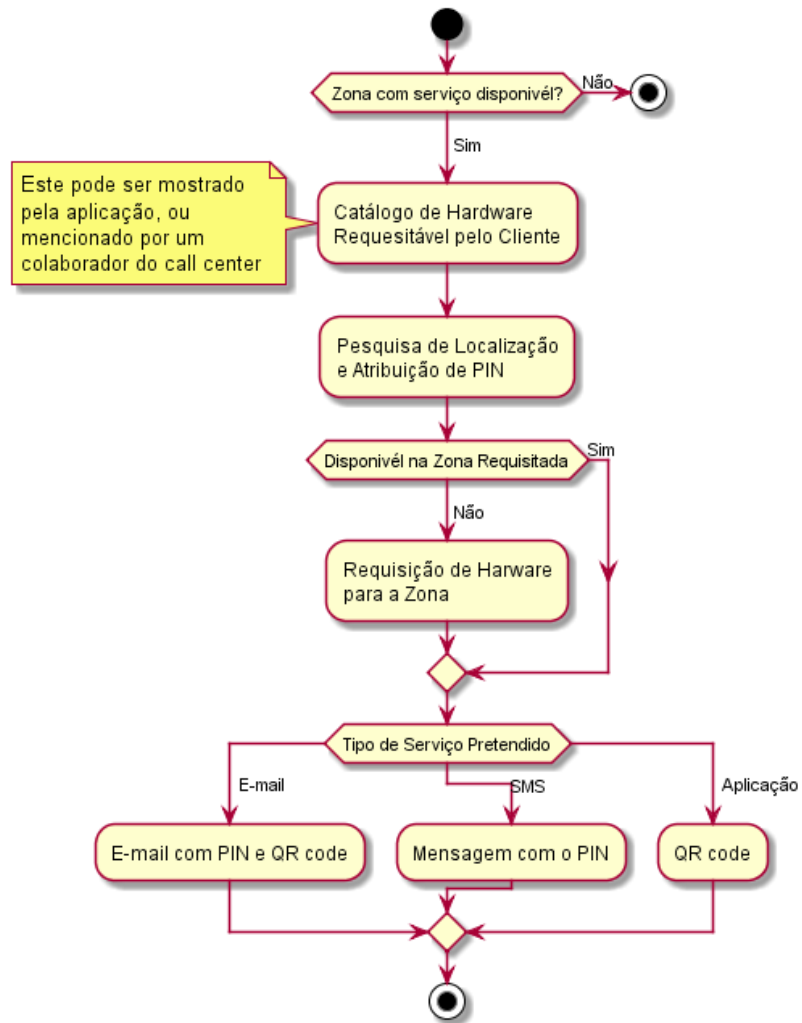 Zona com serviço disponivél?
Não
Sim
Este pode ser mostrado
pela aplicação, ou
mencionado por um
colaborador do call center
Catálogo de Hardware
Requesitável pelo Cliente
Pesquisa de Localização
e Atribuição de PIN
Disponivél na Zona Requisitada
Sim
Não
Requisição de Harware
para a Zona
Tipo de Serviço Pretendido
E-mail
SMS
Aplicação
E-mail com PIN e QR code
Mensagem com o PIN
QR code